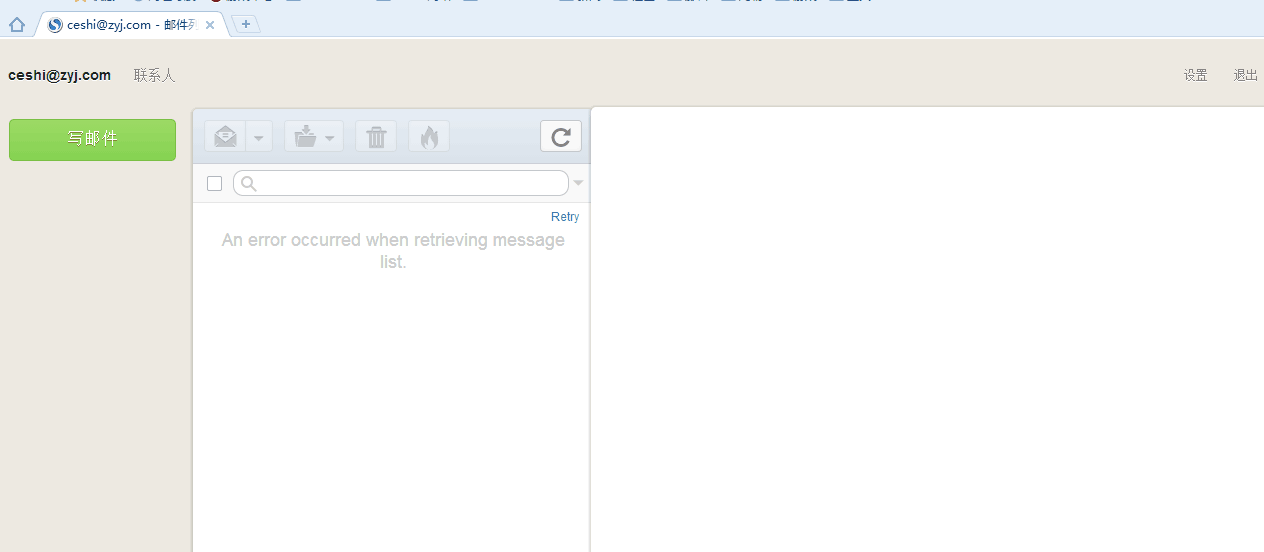 ceshi@zyj.com - 邮件列
ceshi@zyj.com 联系人 设置 退出
写邮件
Retry
An error occurred when retrieving message
list.